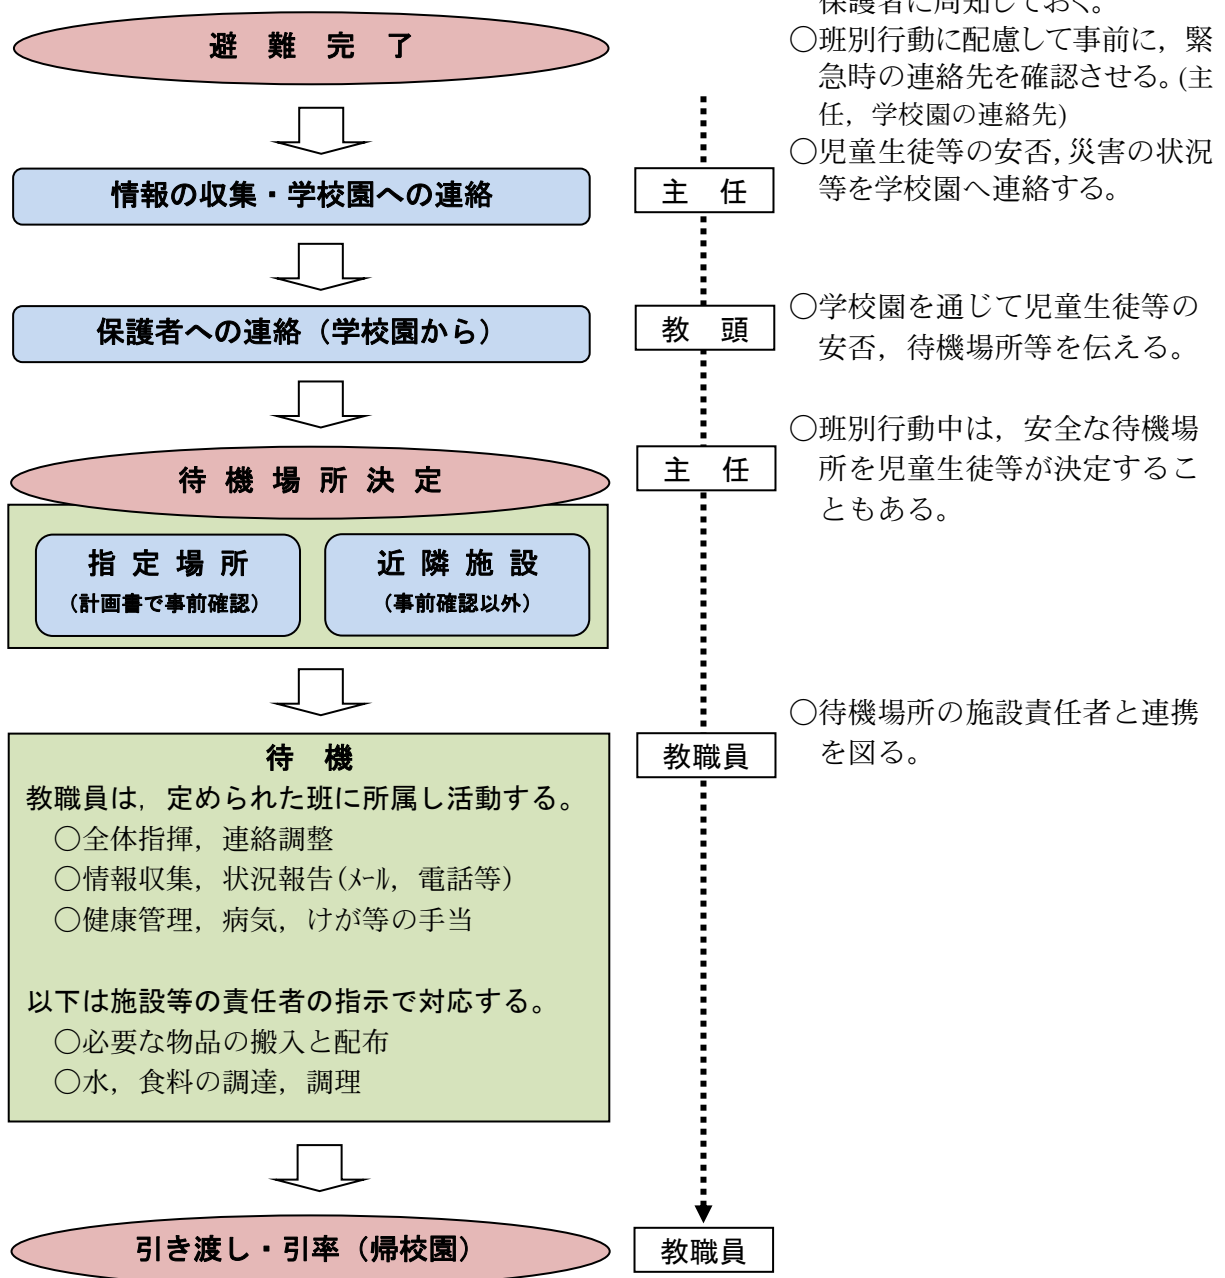 保護者に周知しておく。
避難完了
○班別行動に配慮して事前に，緊
急時の連絡先を確認させる。(主
任，学校園の連絡先)
情報の収集・学校園への連絡
主 任
○児童生徒等の安否，災害の状況
等を学校園へ連絡する。
保護者への連絡（学校園から）
教 頭
○学校園を通じて児童生徒等の
安否，待機場所等を伝える。
待機場所決定
主 任
○班別行動中は，安全な待機場
所を児童生徒等が決定するこ
ともある。
指定場所
（計画書で事前確認）
近隣施設
（事前確認以外）
待 機
教職員
○待機場所の施設責任者と連携
を図る。
教職員は，定められた班に所属し活動する。
○全体指揮，連絡調整
○情報収集，状況報告(ﾒｰﾙ，電話等)
○健康管理，病気，けが等の手当
以下は施設等の責任者の指示で対応する。
○必要な物品の搬入と配布
○水，食料の調達，調理
引き渡し・引率（帰校園）
教職員